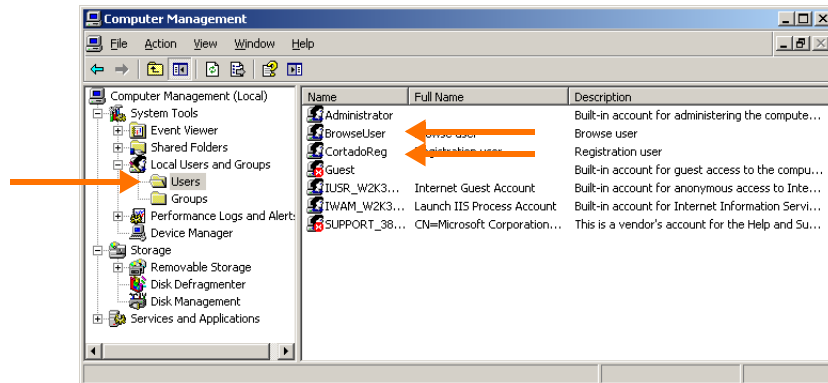 Computer Management
File Action View Window Help
Computer Management (Local)
System Tools
Event Viewer
Shared Folders
Local Users and Groups
Users
Groups
Performance Logs and Alert:
Device Manager
Storage
Removable Storage
Disk Defragmenter
Disk Management
Services and Applications
Name Full Name Description
Administrator Built-in account for administering the compute...
BrowseUser user Browse user
CortadoReg user Registration user
Guest Built-in account for guest access to the compu...
IUSR_W2K3... Internet Guest Account Built-in account for anonymous access to Inte...
IWAM_W2K3... Launch IIS Process Account Built-in account for Internet Information Servi...
SUPPORT_38... CN=Microsoft Corporation... This is a vendor's account for the Help and Su...